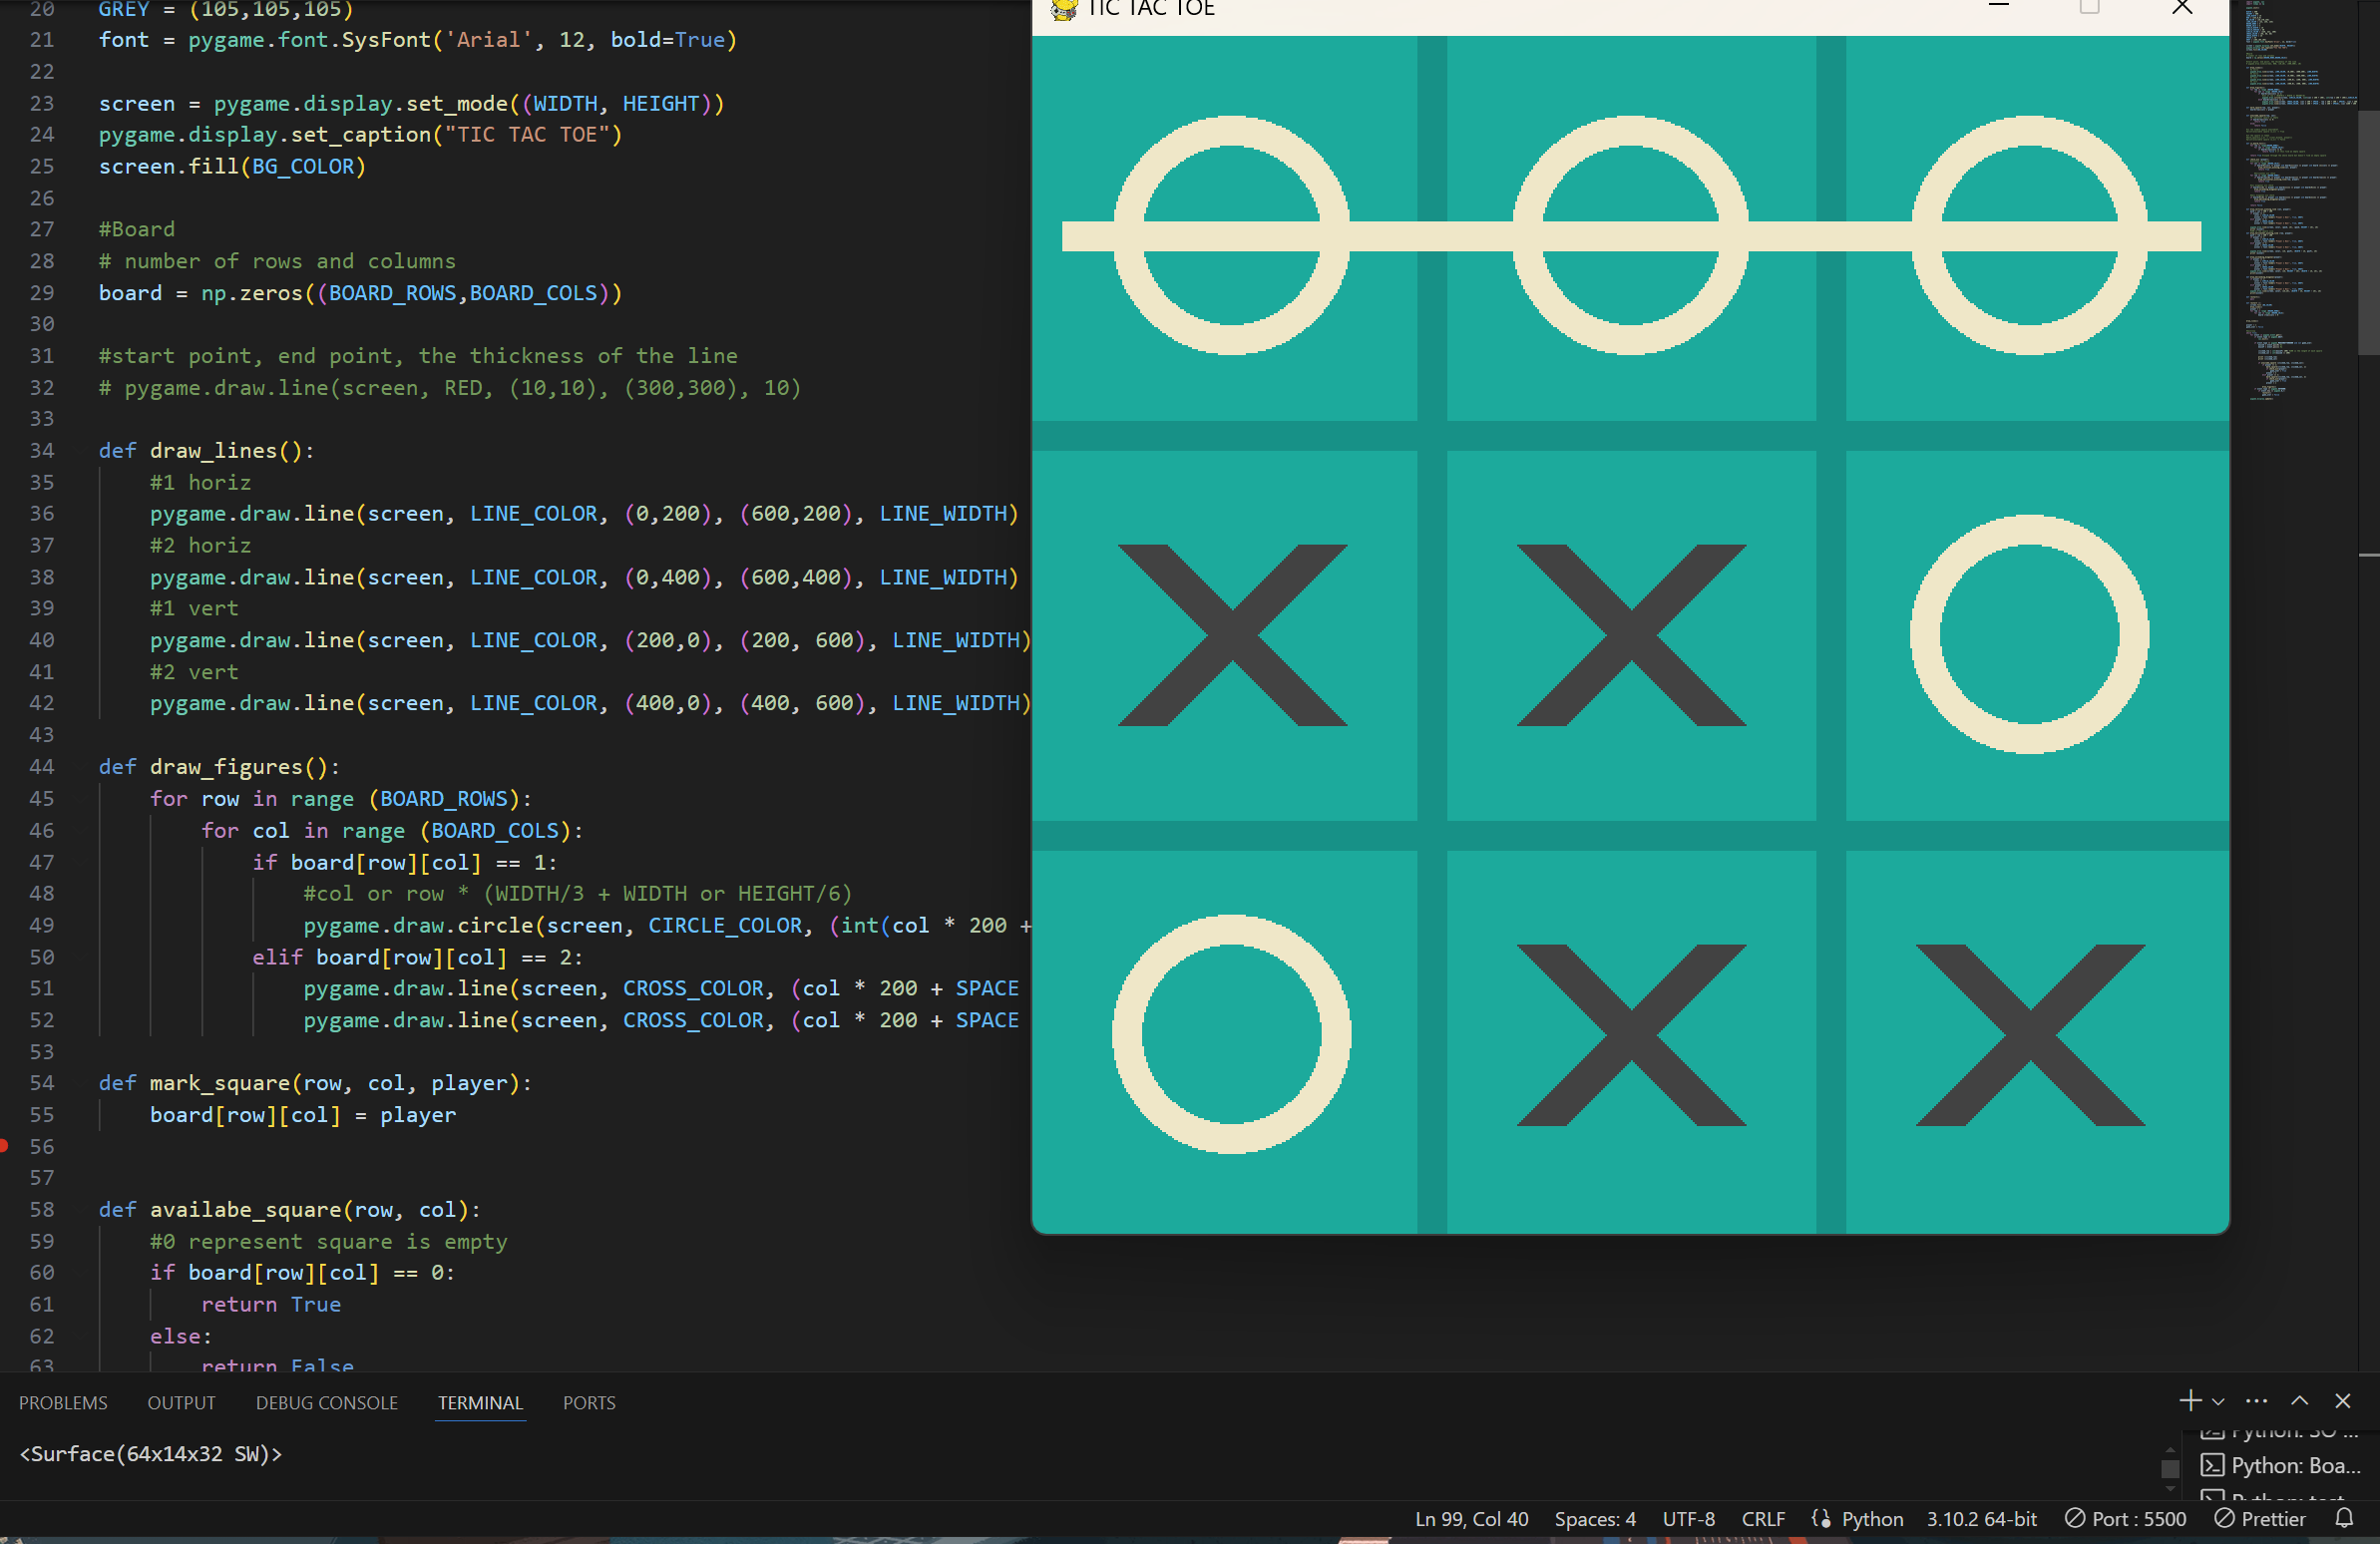 20 GREY = (105,105,105)
21 font = pygame.font.SysFont('Arial', 12, bold=True)
22
23 screen = pygame.display.set_mode((WIDTH, HEIGHT))
24 pygame.display.set_caption("TIC TAC TOE")
25 screen.fill(BG_COLOR)
26
27 #Board
28 # number of rows and columns
29 board = np.zeros((BOARD_ROWS,BOARD_COLS))
30
31 #start point, end point, the thickness of the line
32 # pygame.draw.line(screen, RED, (10,10), (300,300), 10)
33
34 def draw_lines():
35 #1 horiz
36 pygame.draw.line(screen, LINE_COLOR, (0,200), (600,200), LINE_WIDTH)
37 #2 horiz
38 pygame.draw.line(screen, LINE_COLOR, (0,400), (600,400), LINE_WIDTH)
39 #1 vert
40 pygame.draw.line(screen, LINE_COLOR, (200,0), (200, 600), LINE_WIDTH)
41 #2 vert
42 pygame.draw.line(screen, LINE_COLOR, (400,0), (400, 600), LINE_WIDTH)
43
44 def draw_figures():
45 for row in range (BOARD_ROWS):
46 for col in range (BOARD_COLS):
47 if board[row][col] == 1:
48 #col or row * (WIDTH/3 + WIDTH or HEIGHT/6)
49 pygame.draw.circle(screen, CIRCLE_COLOR, (int(col * 200 +
50 elif board[row][col] == 2:
51 pygame.draw.line(screen, CROSS_COLOR, (col * 200 + SPACE
52 pygame.draw.line(screen, CROSS_COLOR, (col * 200 + SPACE
53
54 def mark_square(row, col, player):
55 board[row][col] = player
56
57
58 def availabe_square(row, col):
59 #0 represent square is empty
60 if board[row][col] == 0:
61 return True
62 else:
63 return False
TIC TAC TOE
PROBLEMS OUTPUT DEBUG CONSOLE TERMINAL PORTS
<Surface(64x14x32 SW)>
Python: SO ...
Python: Boa...
Python: test
Ln 99, Col 40 Spaces: 4 UTF-8 CRLF Python 3.10.2 64-bit Port : 5500 Prettier